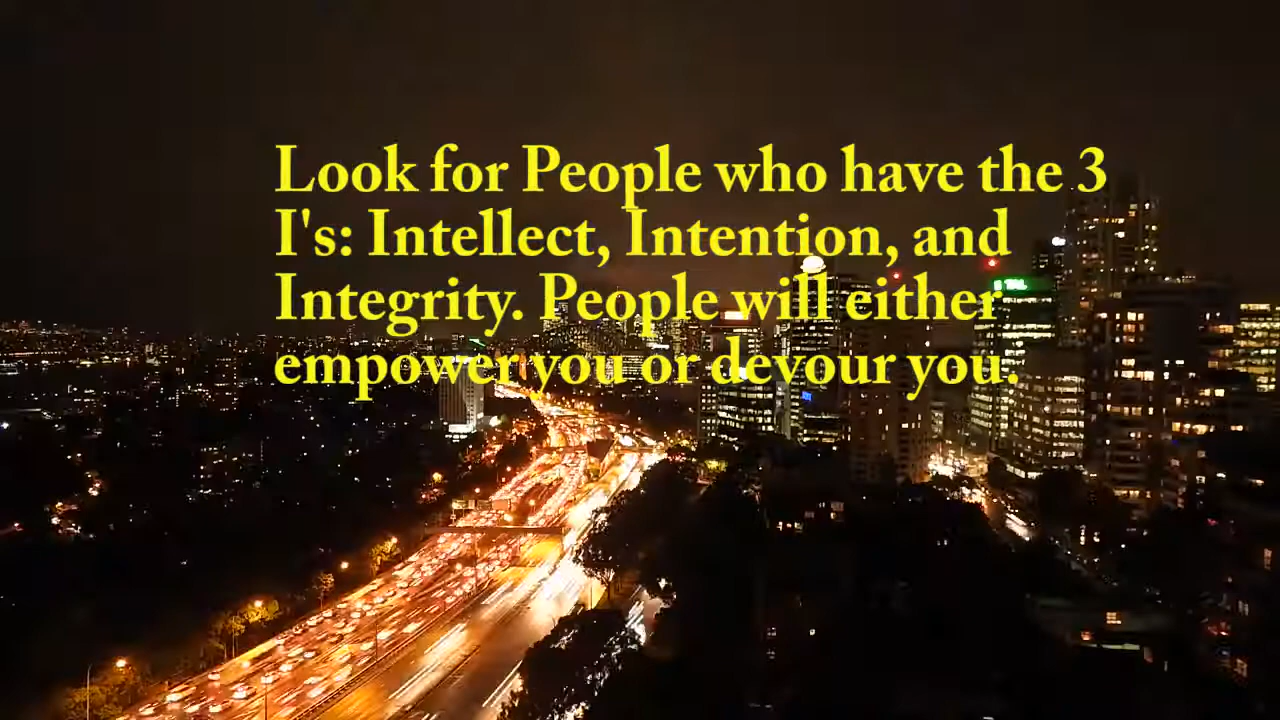 Look for People who have the 3
I's: Intellect, Intention, and
Integrity. People will either
empower you or devour you.